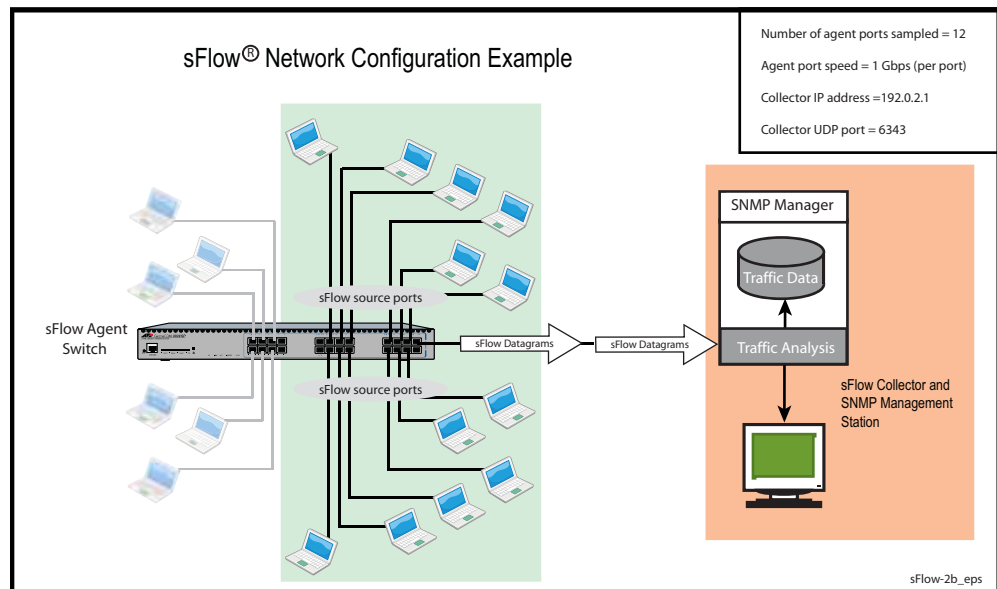 sFlow® Network Configuration Example
Number of agent ports sampled = 12
Agent port speed = 1 Gbps (per port)
Collector IP address =192.0.2.1
Collector UDP port = 6343
SNMP Manager
Traffic Data
sFlow source ports
sFlow Agent
Switch
sFlow Datagrams
sFlow Datagrams
Traffic Analysis
sFlow source ports
sFlow Collector and
SNMP Management
Station
sFlow-2b_eps